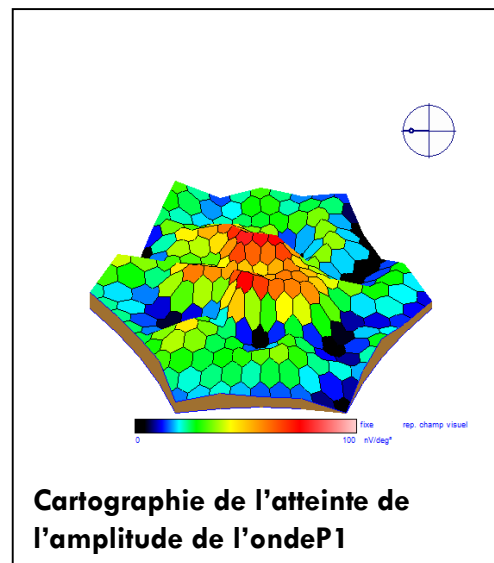 fixe rep. champ visuel
0 100 nV/deg²
Cartographie de l'atteinte de
l'amplitude de l'ondeP1